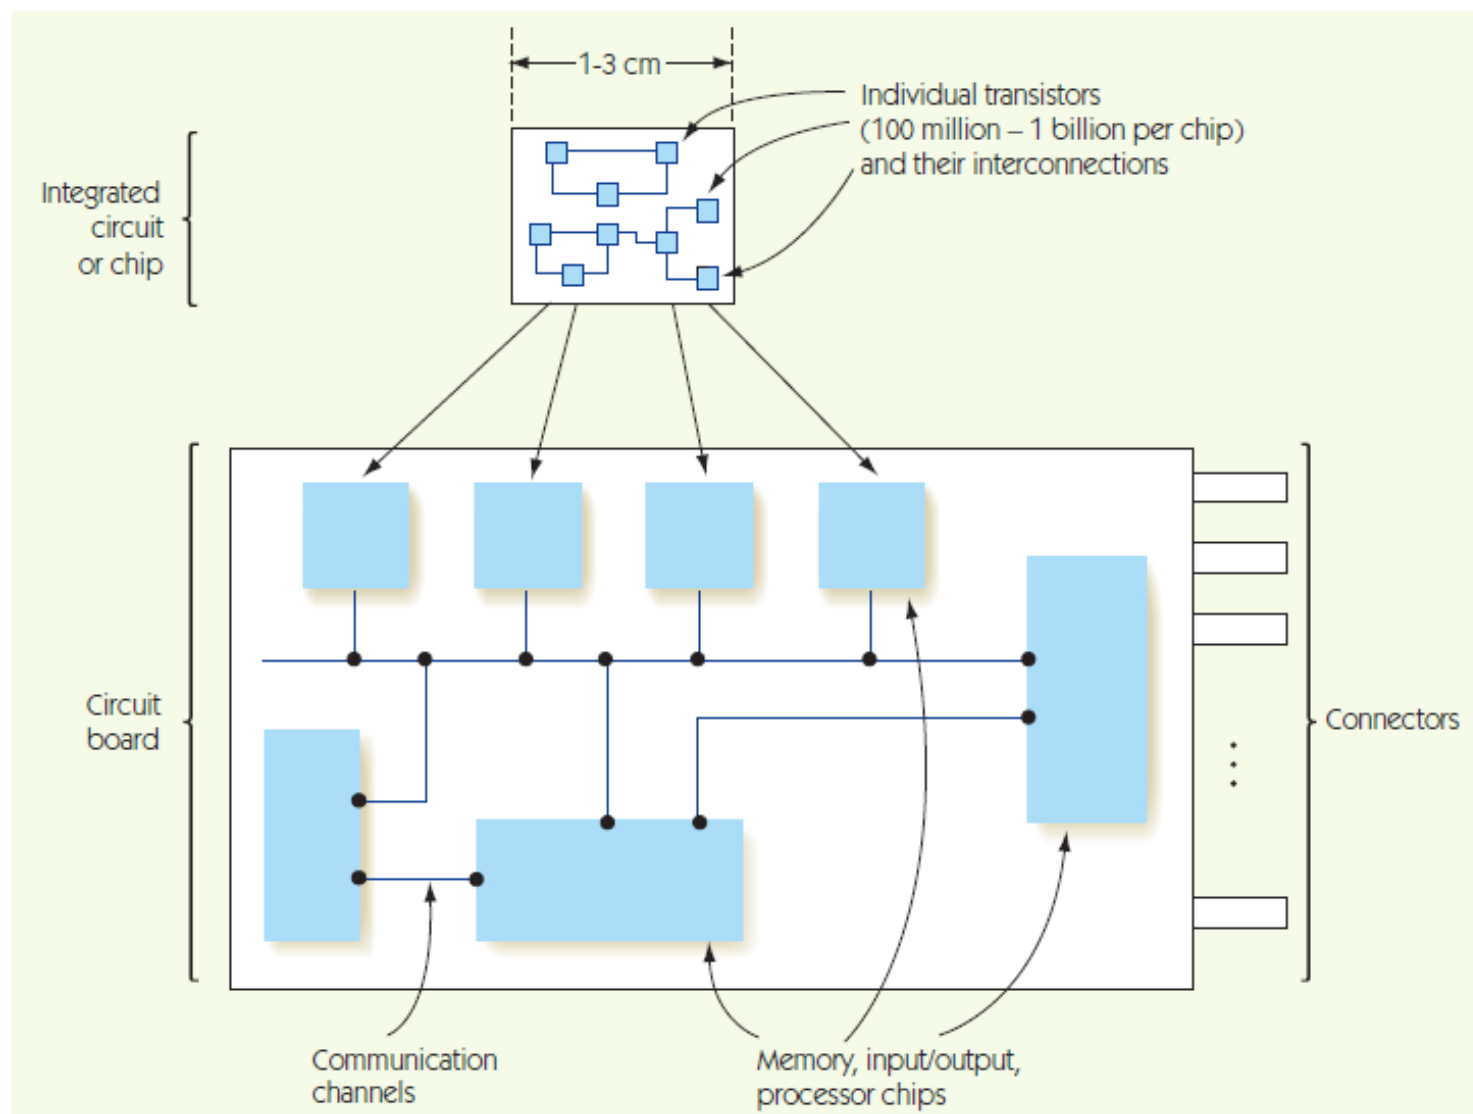 1-3 cm
Individual transistors
(100 million – 1 billion per chip)
and their interconnections
Integrated
circuit
or chip
Circuit
board
Connectors
Communication
channels
Memory, input/output,
processor chips